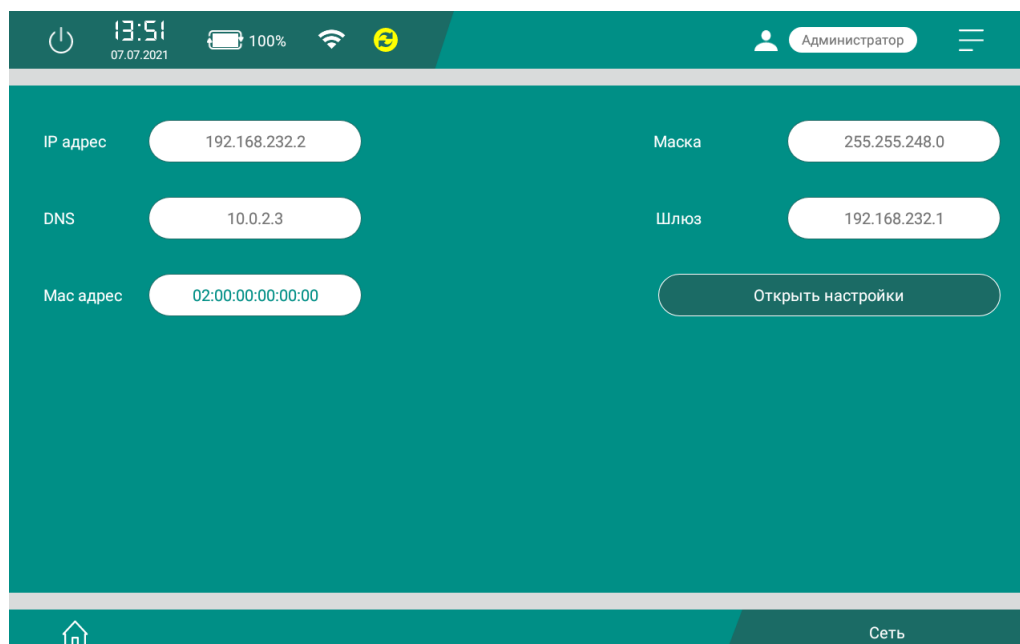 13:51
07.07.2021
100%
Администратор
IP адрес
192.168.232.2
Маска
255.255.248.0
DNS
10.0.2.3
Шлюз
192.168.232.1
Mac адрес
02:00:00:00:00:00
Открыть настройки
Сеть